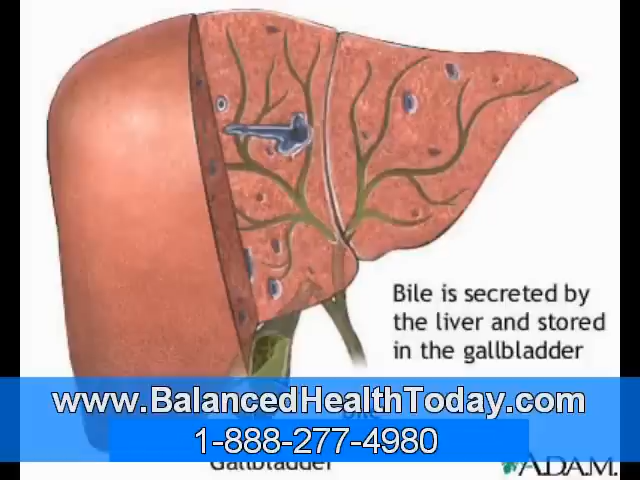 Bile is secreted by
the liver and stored
in the gallbladder
www.BalancedHealthToday.com
1-888-277-4980
Gallbladder
A.D.A.M.